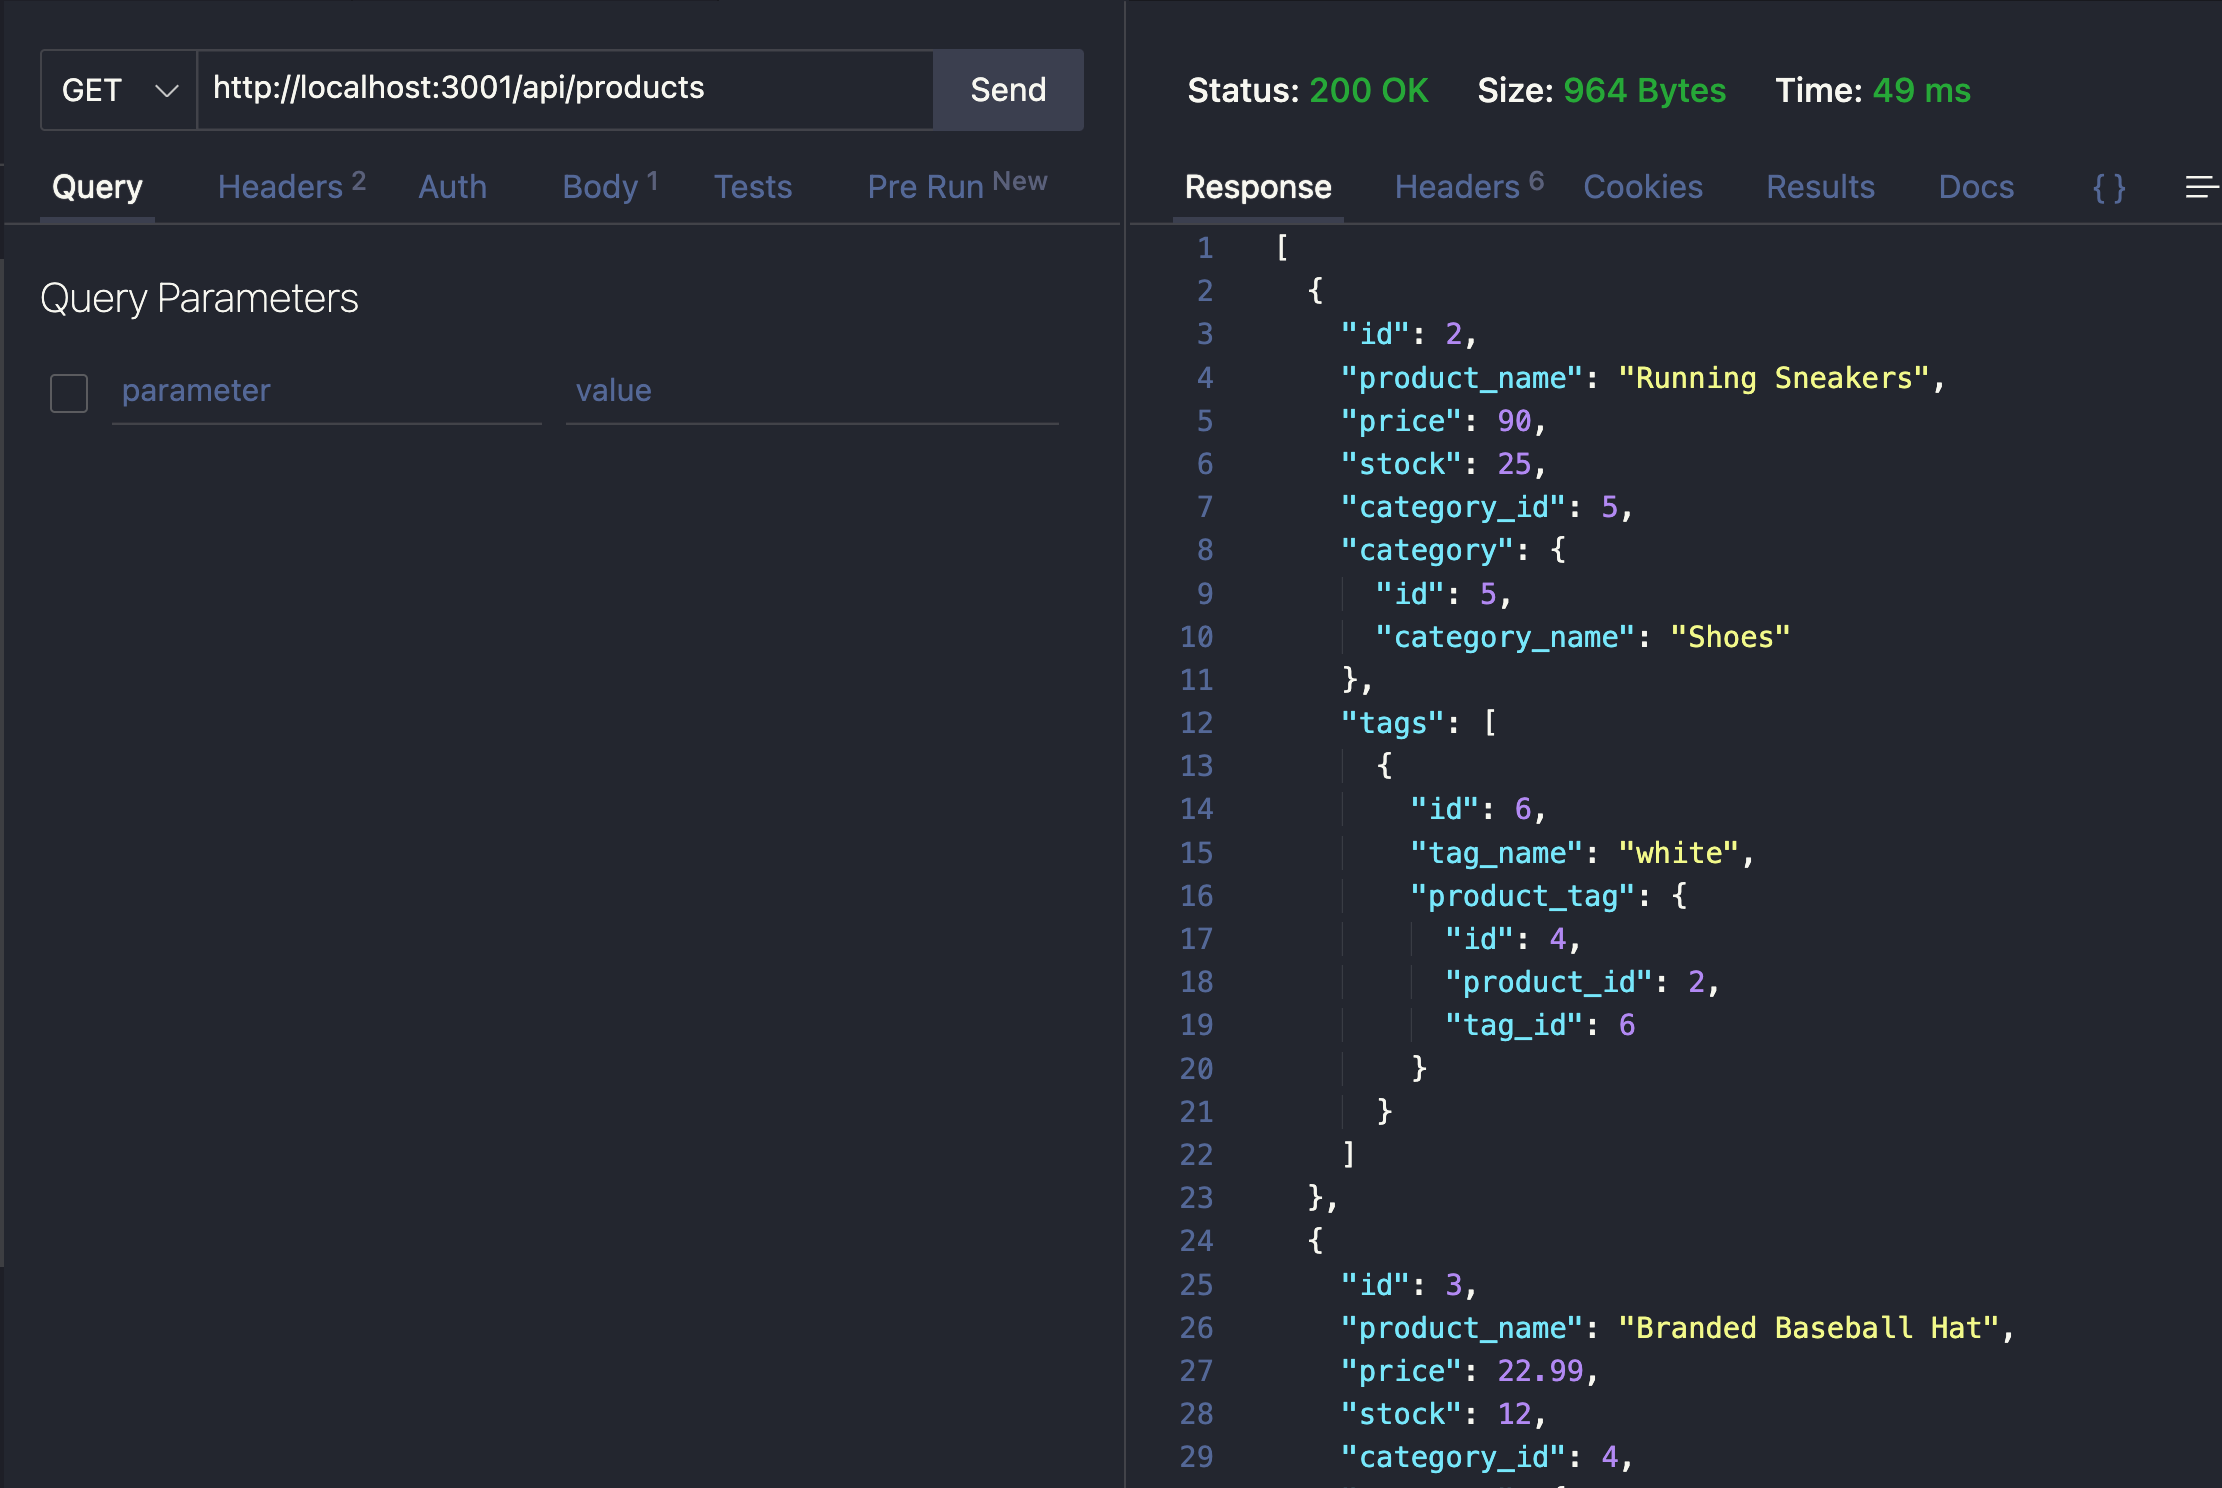 GET http://localhost:3001/api/products Send
Query Headers 2 Auth Body 1 Tests Pre Run New
Query Parameters
parameter value
Status: 200 OK Size: 964 Bytes Time: 49 ms
Response Headers 6 Cookies Results Docs {}
1 [
2 {
3 "id": 2,
4 "product_name": "Running Sneakers",
5 "price": 90,
6 "stock": 25,
7 "category_id": 5,
8 "category": {
9 "id": 5,
10 "category_name": "Shoes"
11 },
12 "tags": [
13 {
14 "id": 6,
15 "tag_name": "white",
16 "product_tag": {
17 "id": 4,
18 "product_id": 2,
19 "tag_id": 6
20 }
21 }
22 ]
23 },
24 {
25 "id": 3,
26 "product_name": "Branded Baseball Hat",
27 "price": 22.99,
28 "stock": 12,
29 "category_id": 4,